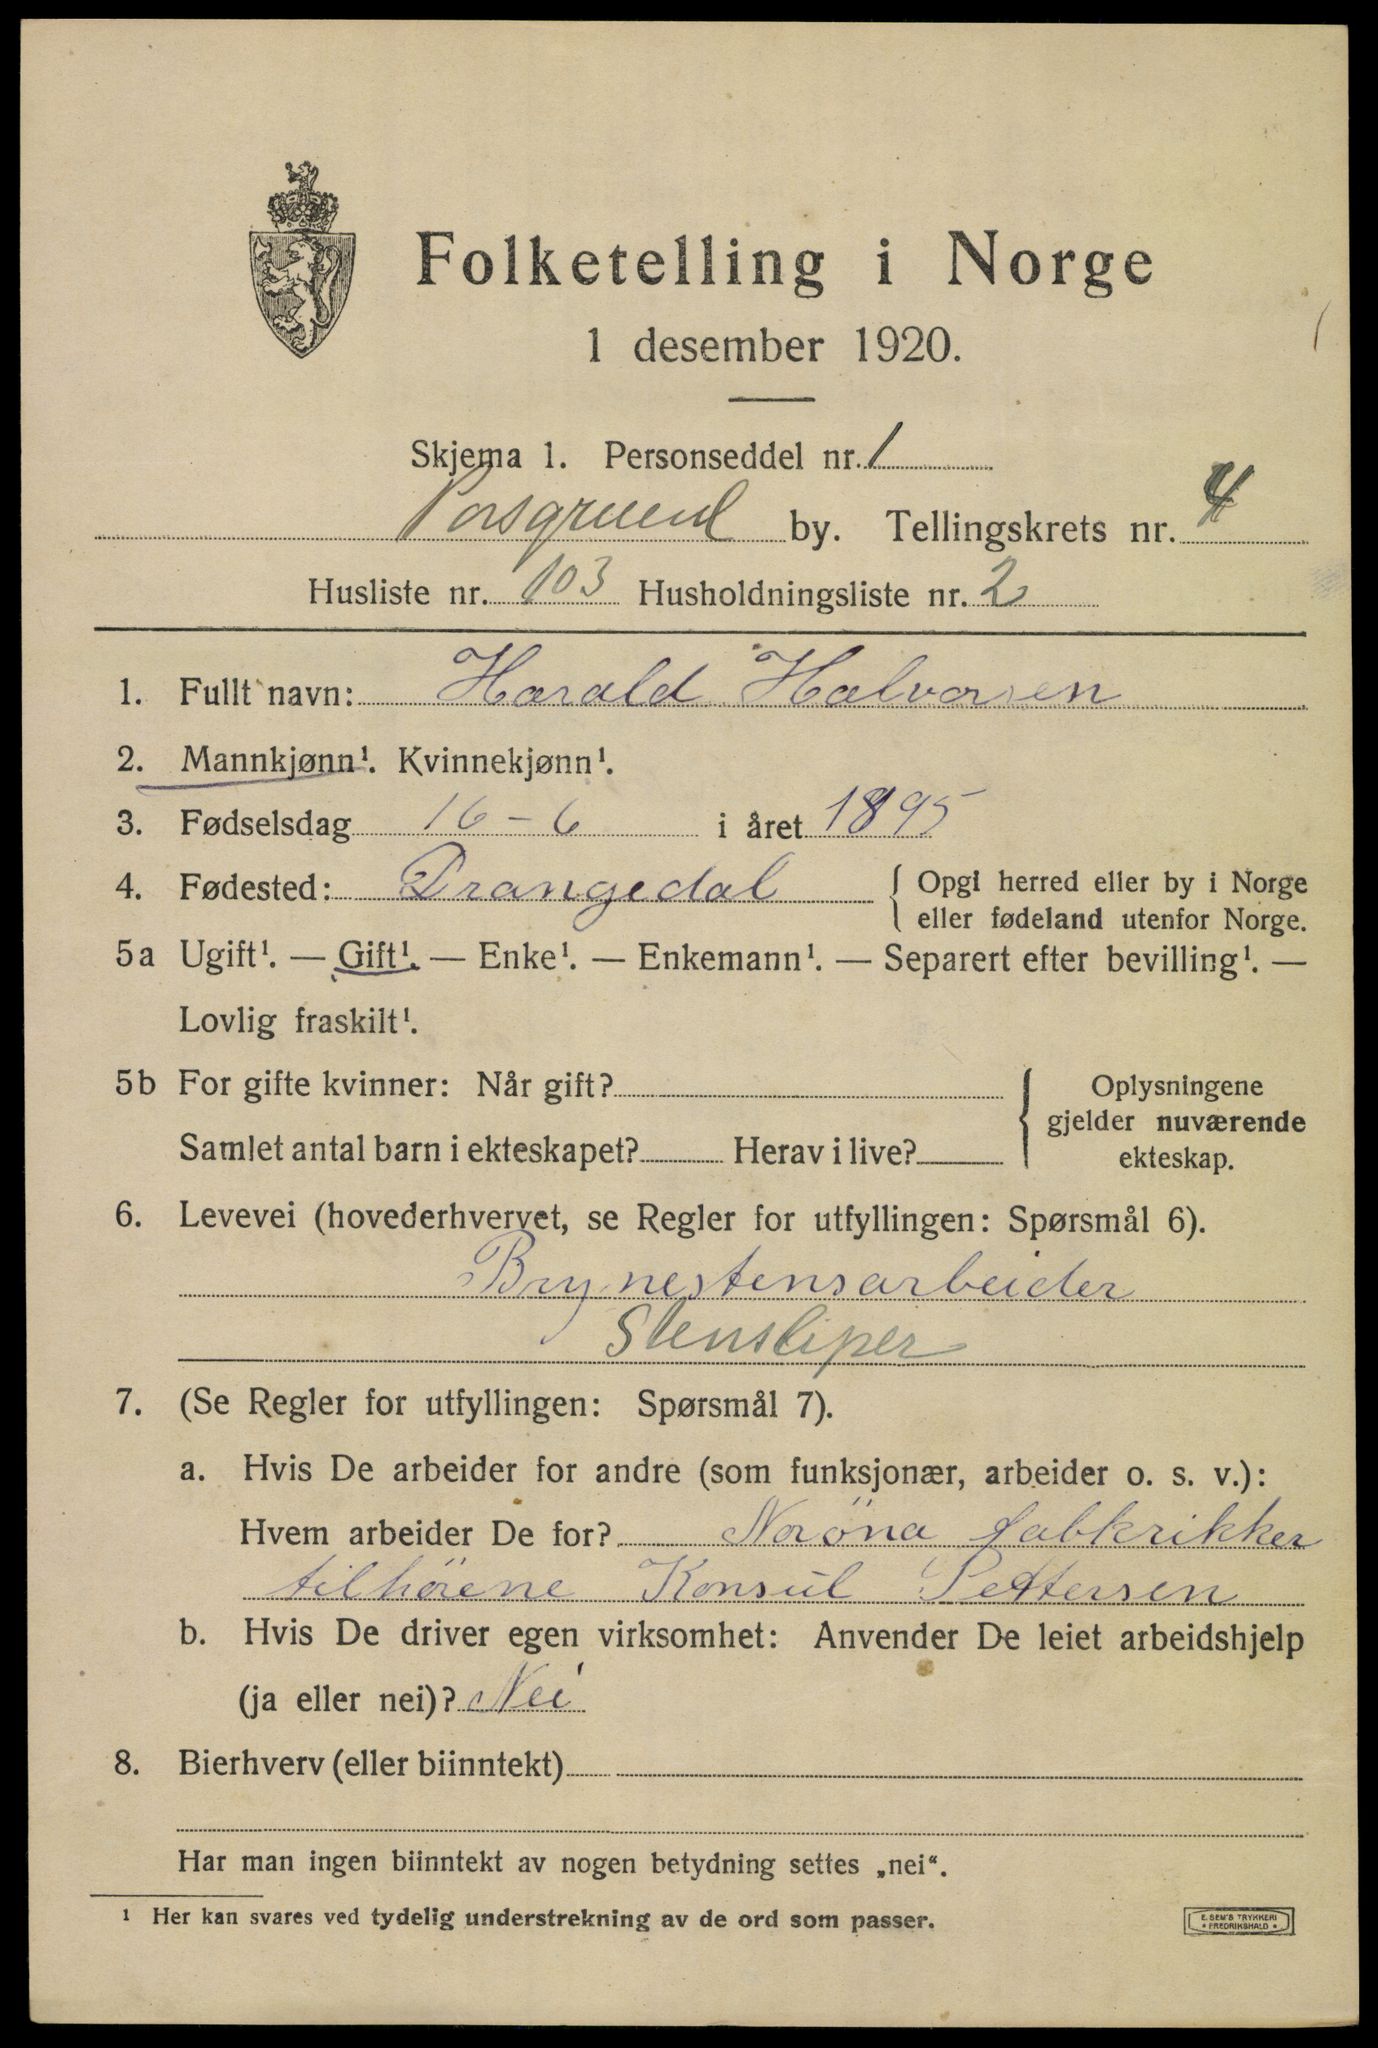 Folketelling i Norge
1 desember 1920.
Skjema 1. Personseddel nr. 1
Porsgrund by. Tellingskrets nr. 4
Husliste nr. 103 Husholdningsliste nr. 2
1. Fullt navn: Harald Halvorsen
2. Mannkjønn¹. Kvinnekjønn¹.
3. Fødselsdag 16-6 i året 1895
4. Fødested: Drangedal { Opgi herred eller by i Norge
eller fødeland utenfor Norge.
5a Ugift¹. — Gift¹. — Enke¹. — Enkemann¹. — Separert efter bevilling¹. —
Lovlig fraskilt¹.
5b For gifte kvinner: Når gift? { Oplysningene
gjelder nuværende
Samlet antal barn i ekteskapet? Herav i live? ekteskap.
6. Levevei (hovederhvervet, se Regler for utfyllingen: Spørsmål 6).
Brynestensarbeider
Stensliper
7. (Se Regler for utfyllingen: Spørsmål 7).
a. Hvis De arbeider for andre (som funksjonær, arbeider o. s. v.):
Hvem arbeider De for? Norøna fabkrikker
tilhörene Konsul Pettersen
b. Hvis De driver egen virksomhet: Anvender De leiet arbeidshjelp
(ja eller nei)? Nei
8. Bierhverv (eller biinntekt)
Har man ingen biinntekt av nogen betydning settes „nei“.
¹ Her kan svares ved tydelig understrekning av de ord som passer.
E. SEM'S TRYKKERI
* FREDRIKSHALD *